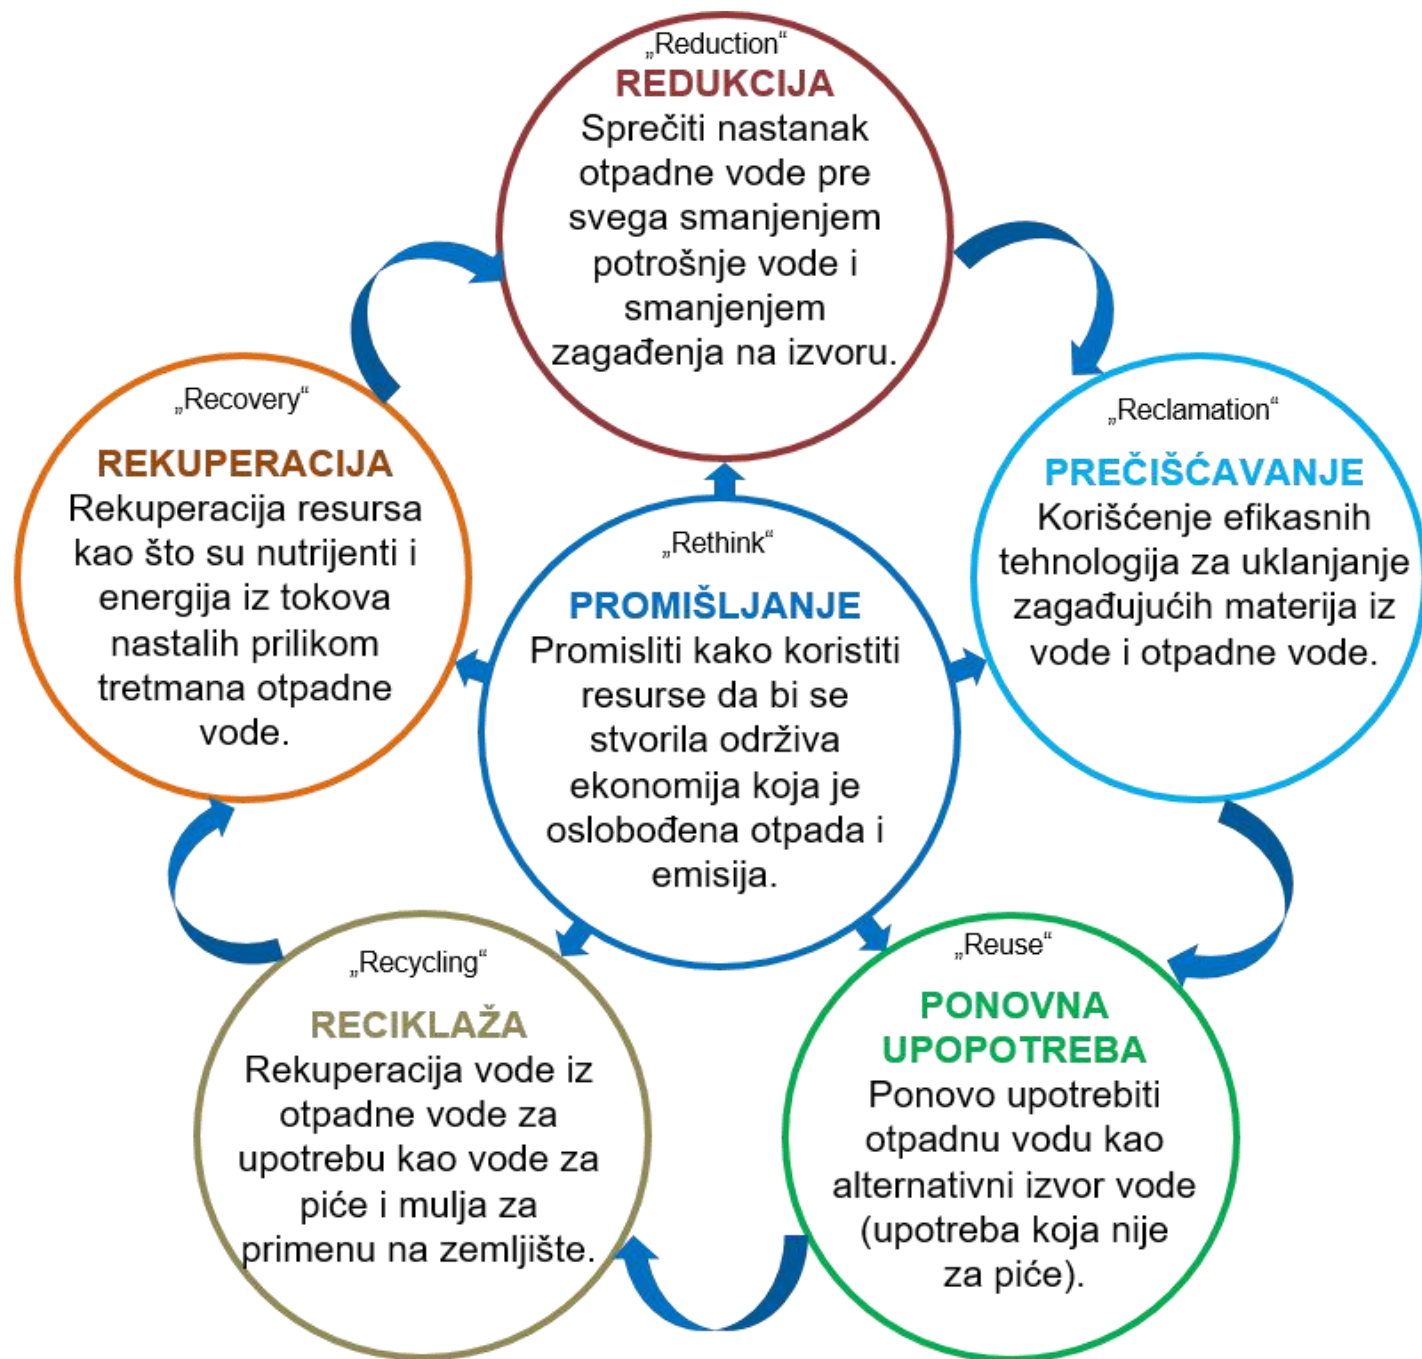 „Reduction“
REDUKCIJA
Sprečiti nastanak
otpadne vode pre
svega smanjenjem
potrošnje vode i
smanjenjem
zagađenja na izvoru.
„Reclamation“
PREČIŠĆAVANJE
Korišćenje efikasnih
tehnologija za uklanjanje
zagađujućih materija iz
vode i otpadne vode.
„Reuse“
PONOVNA
UPOPOTREBA
Ponovo upotrebiti
otpadnu vodu kao
alternativni izvor vode
(upotreba koja nije
za piće).
„Recycling“
RECIKLAŽA
Rekuperacija vode iz
otpadne vode za
upotrebu kao vode za
piće i mulja za
primenu na zemljište.
„Recovery“
REKUPERACIJA
Rekuperacija resursa
kao što su nutrijenti i
energija iz tokova
nastalih prilikom
tretmana otpadne
vode.
„Rethink“
PROMIŠLJANJE
Promisliti kako koristiti
resurse da bi se
stvorila održiva
ekonomija koja je
oslobođena otpada i
emisija.